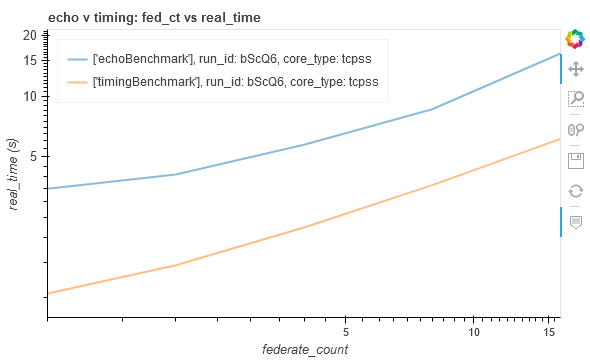 echo v timing: fed_ct vs real_time
['echoBenchmark'], run_id: bScQ6, core_type: tcpss
['timingBenchmark'], run_id: bScQ6, core_type: tcpss
20
15
10
5
real_time (s)
5
10
15
federate_count